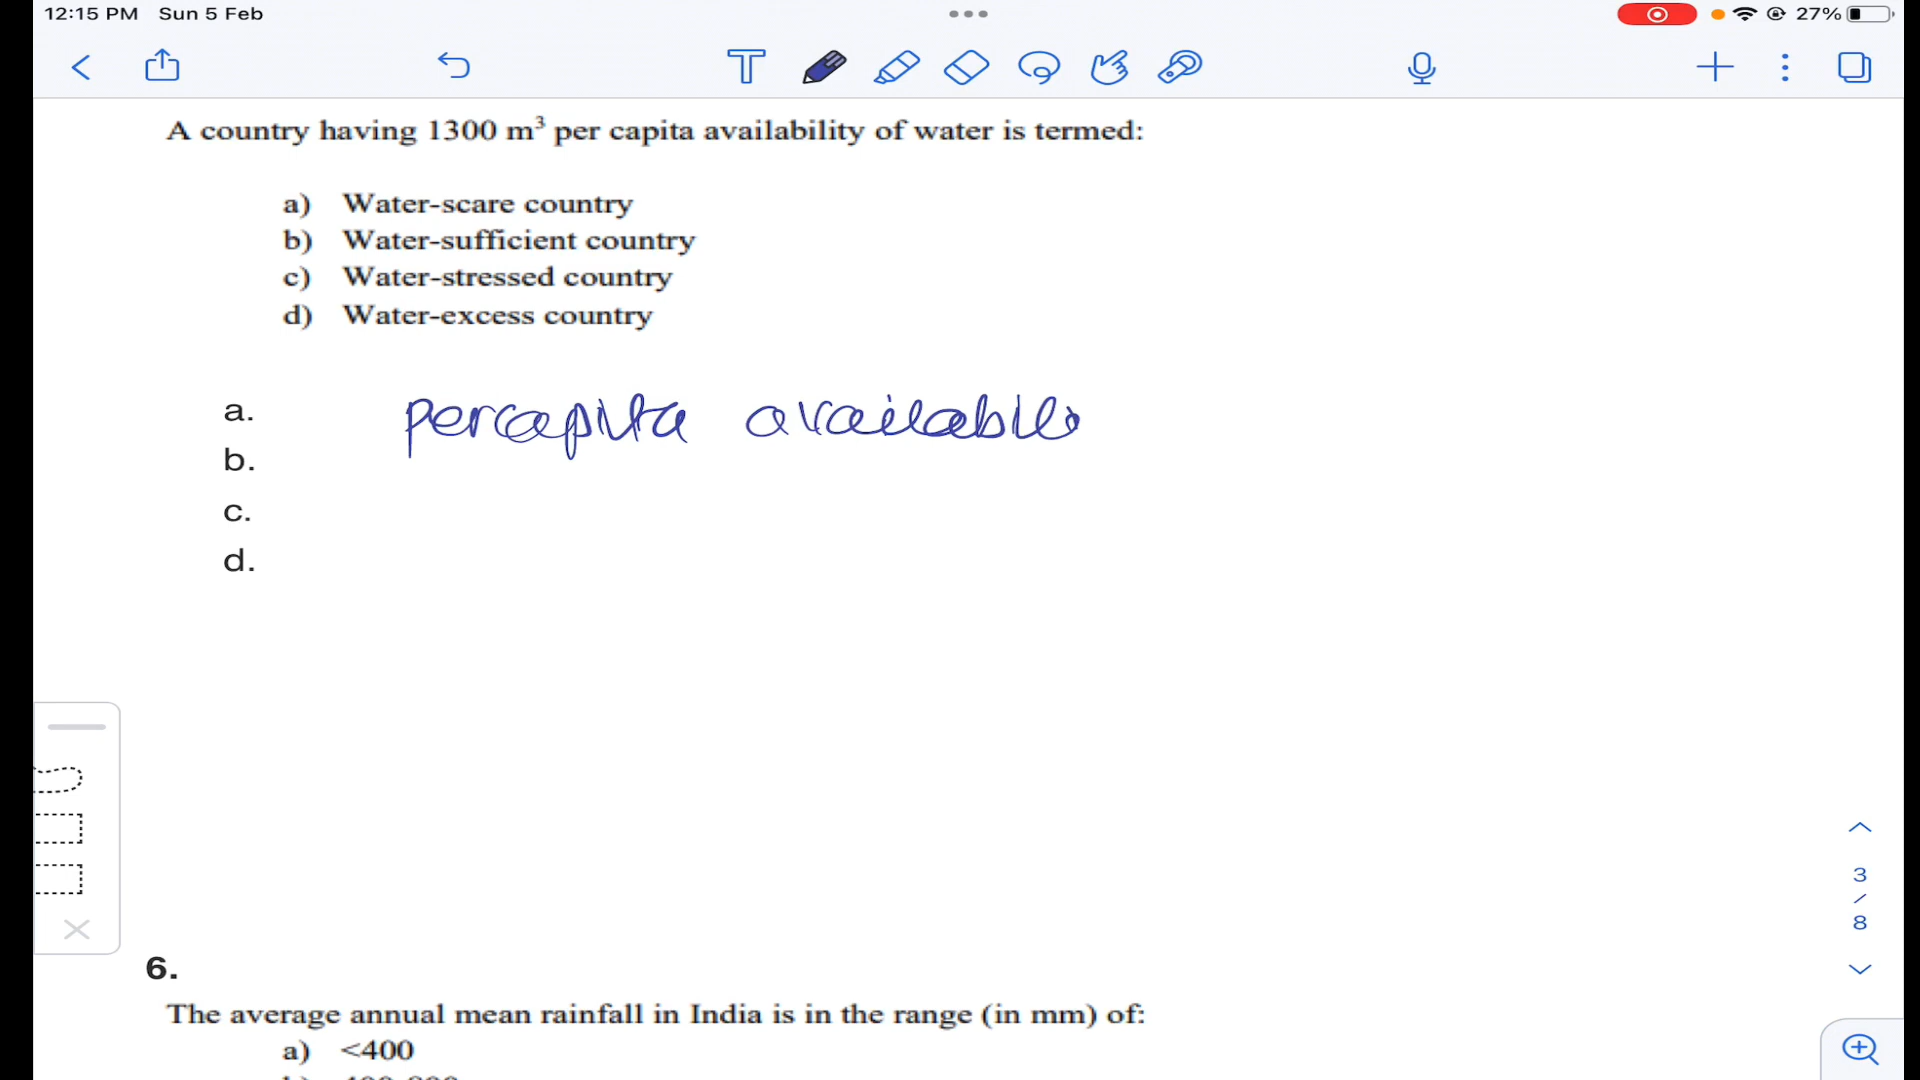 12:15 PM Sun 5 Feb
27%
T
A country having 1300 m³ per capita availability of water is termed:
a) Water-scare country
b) Water-sufficient country
c) Water-stressed country
d) Water-excess country
a.
percapita availabili
b.
c.
d.
3
/
8
6.
The average annual mean rainfall in India is in the range (in mm) of:
a) <400